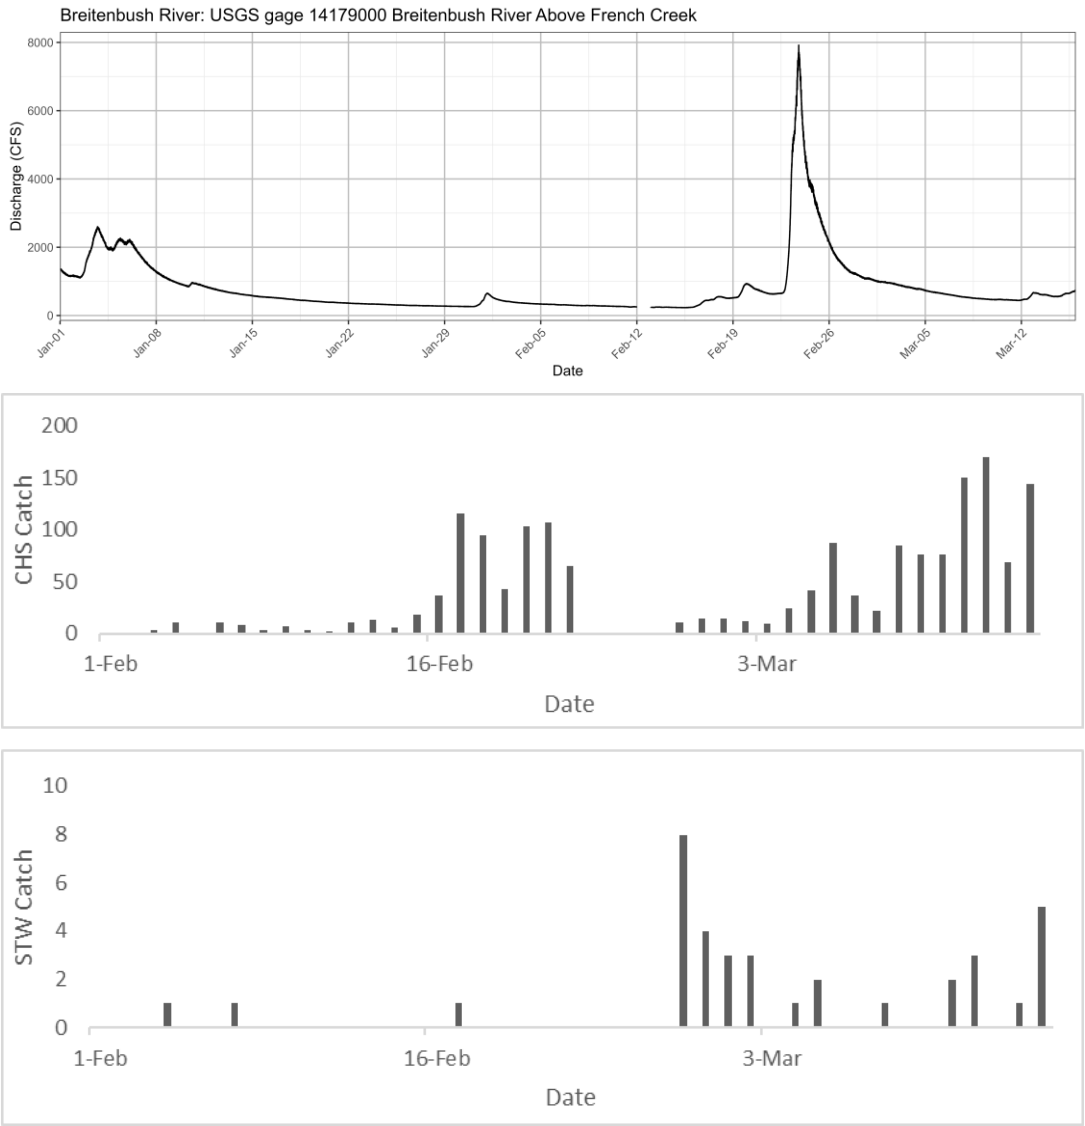 Breitenbush River: USGS gage 14179000 Breitenbush River Above French Creek
Discharge (CFS)
8000
6000
4000
2000
0
Jan-01 Jan-08 Jan-15 Jan-22 Jan-29 Feb-05 Feb-12 Feb-19 Feb-26 Mar-05 Mar-12
Date
CHS Catch
200
150
100
50
0
1-Feb 16-Feb 3-Mar
Date
STW Catch
10
8
6
4
2
0
1-Feb 16-Feb 3-Mar
Date